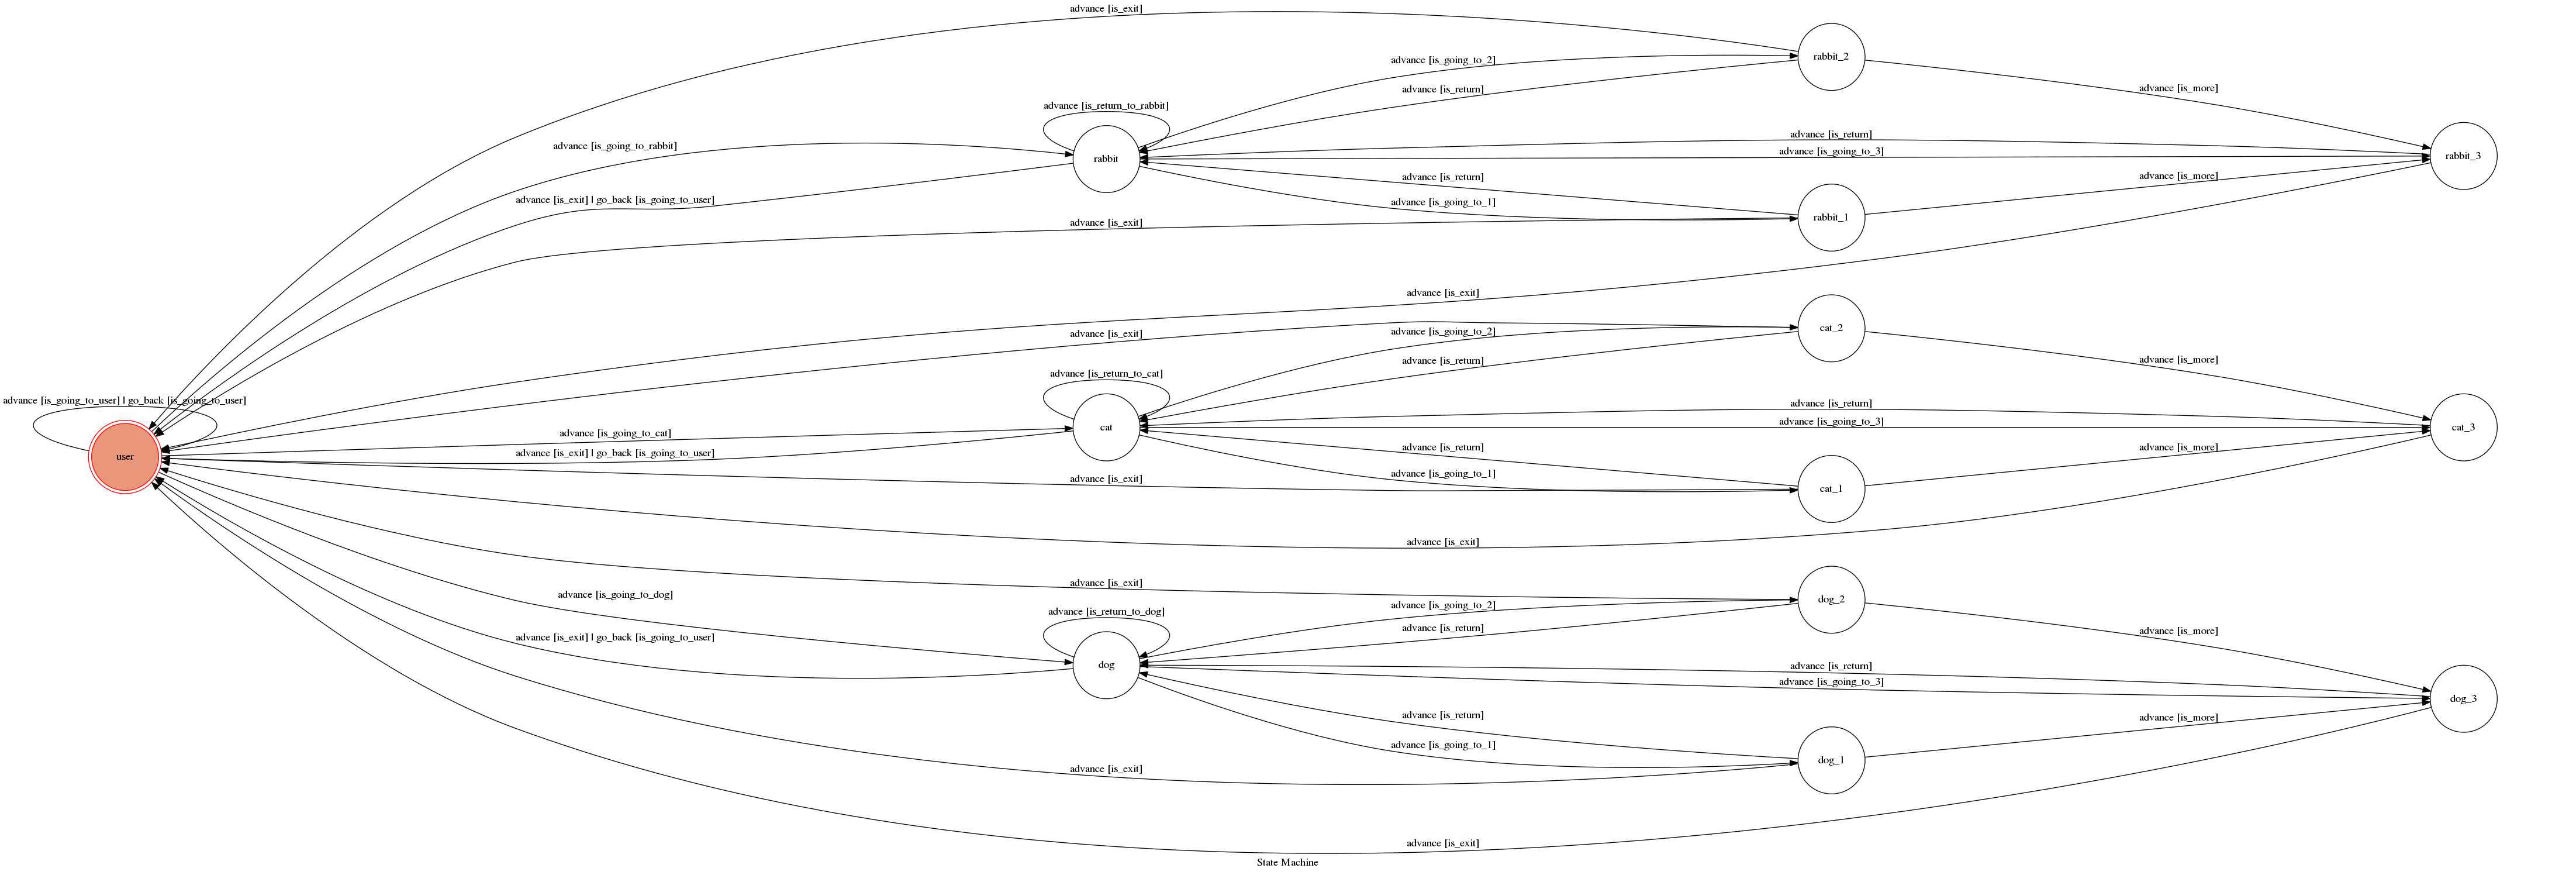 advance [is_exit]
rabbit_2
advance [is_going_to_2]
advance [is_return]
advance [is_more]
advance [is_return_to_rabbit]
advance [is_return]
advance [is_going_to_rabbit]
advance [is_going_to_3]
rabbit
rabbit_3
advance [is_return]
advance [is_more]
advance [is_exit] | go_back [is_going_to_user]
advance [is_going_to_1]
rabbit_1
advance [is_exit]
advance [is_exit]
cat_2
advance [is_exit]
advance [is_going_to_2]
advance [is_return]
advance [is_more]
advance [is_return_to_cat]
advance [is_going_to_user] | go_back [is_going_to_user]
advance [is_return]
advance [is_going_to_3]
cat
cat_3
advance [is_going_to_cat]
advance [is_return]
advance [is_more]
advance [is_exit] | go_back [is_going_to_user]
user
advance [is_going_to_1]
advance [is_exit]
cat_1
advance [is_exit]
advance [is_exit]
advance [is_going_to_dog]
dog_2
advance [is_going_to_2]
advance [is_return_to_dog]
advance [is_return]
advance [is_more]
advance [is_exit] | go_back [is_going_to_user]
dog
advance [is_return]
advance [is_going_to_3]
dog_3
advance [is_return]
advance [is_more]
advance [is_going_to_1]
dog_1
advance [is_exit]
advance [is_exit]
State Machine